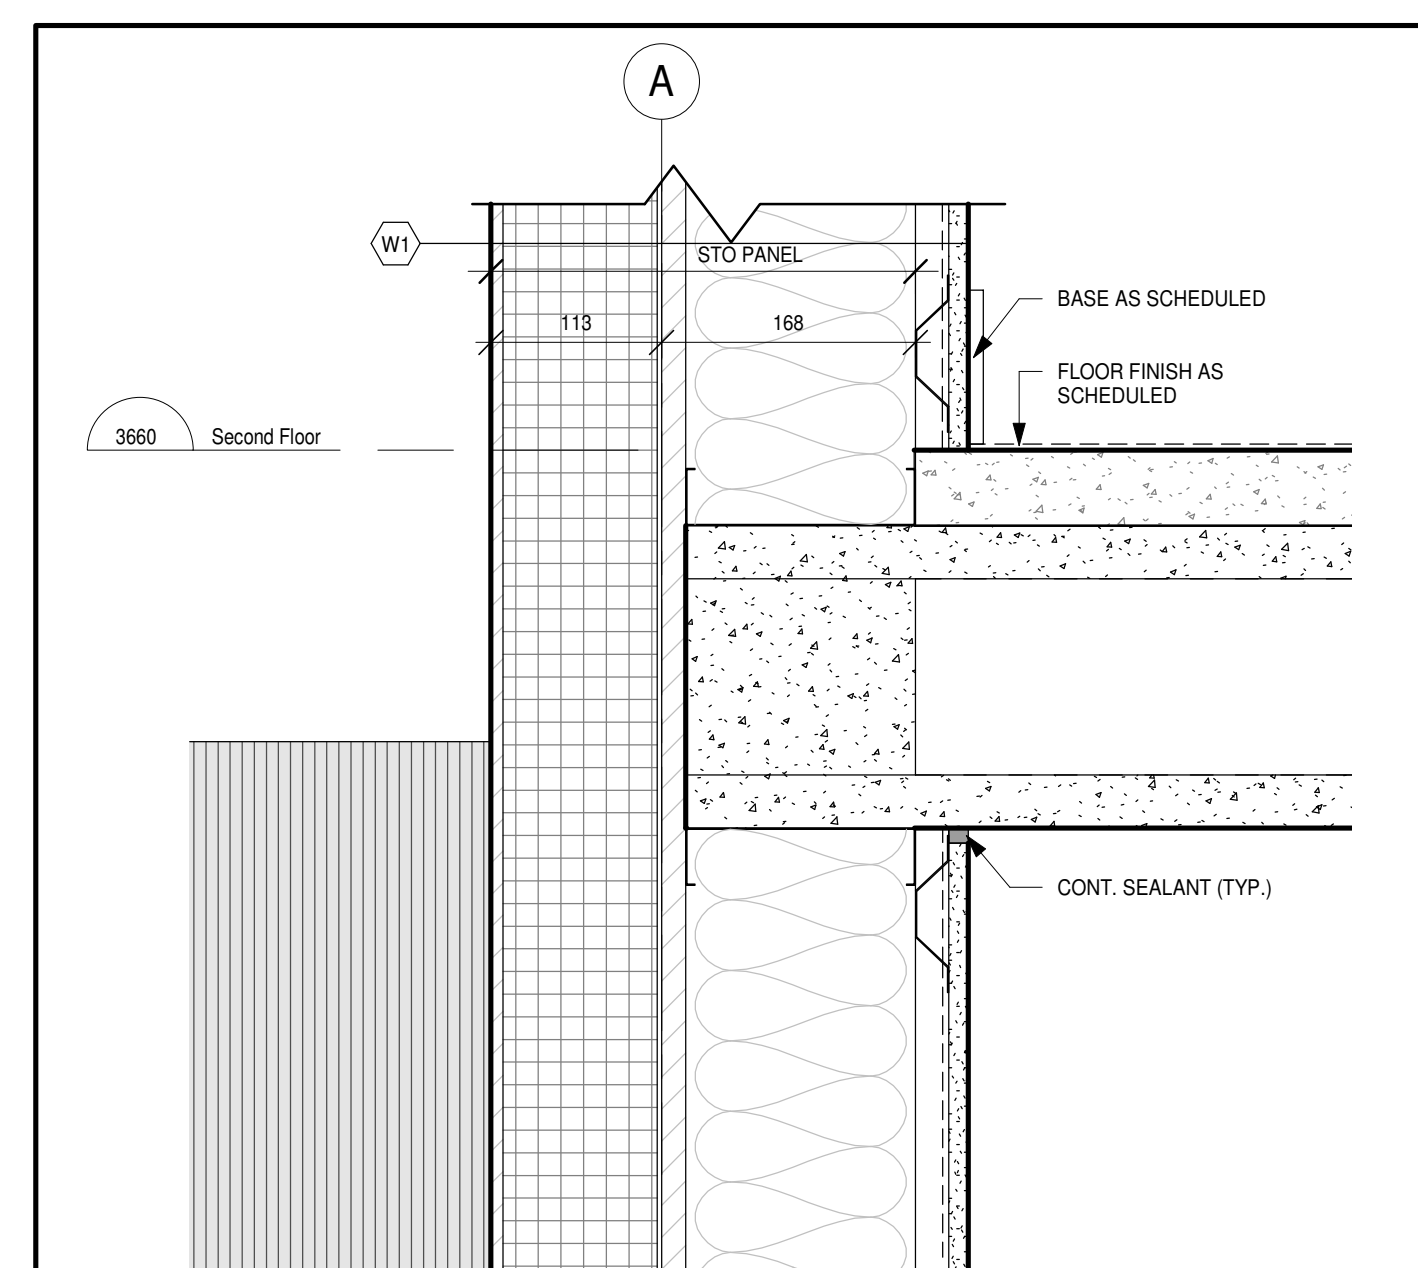 A
W1
STO PANEL
113
168
BASE AS SCHEDULED
FLOOR FINISH AS
SCHEDULED
3660
Second Floor
CONT. SEALANT (TYP.)